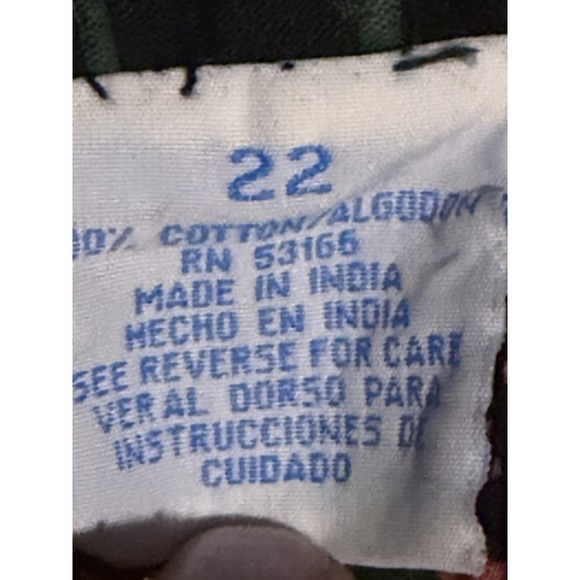 22
00% COTTON/ALGODON
RN 53166
MADE IN INDIA
HECHO EN INDIA
SEE REVERSE FOR CARE
VER AL DORSO PARA
INSTRUCCIONES DE
CUIDADO